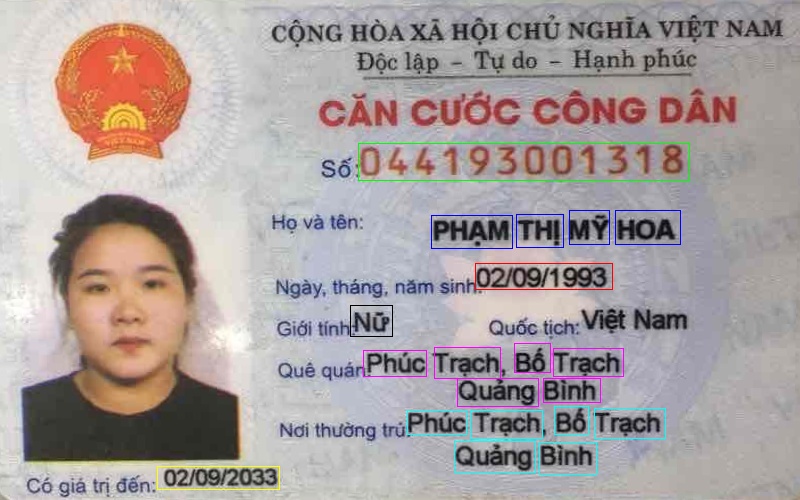 CỘNG HÒA XÃ HỘI CHỦ NGHĨA VIỆT NAM
Độc lập – Tự do – Hạnh phúc
CĂN CƯỚC CÔNG DÂN
VIỆT NAM
Số: 044193001318
Họ và tên: PHẠM THỊ MỸ HOA
Ngày, tháng, năm sinh: 02/09/1993
Giới tính: Nữ Quốc tịch: Việt Nam
Quê quán: Phúc Trạch, Bố Trạch
Quảng Bình
Nơi thường trú: Phúc Trạch, Bố Trạch
Quảng Bình
Có giá trị đến: 02/09/2033